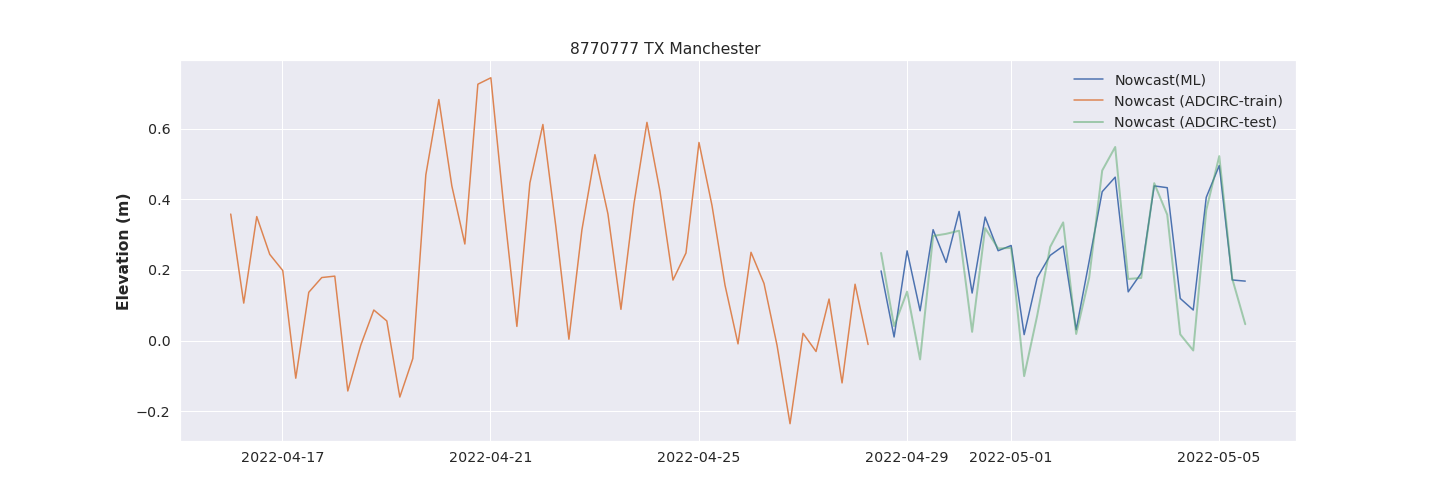 8770777 TX Manchester
Nowcast(ML)
Nowcast (ADCIRC-train)
Nowcast (ADCIRC-test)
Elevation (m)
0.6
0.4
0.2
0.0
−0.2
2022-04-17 2022-04-21 2022-04-25 2022-04-29 2022-05-01 2022-05-05